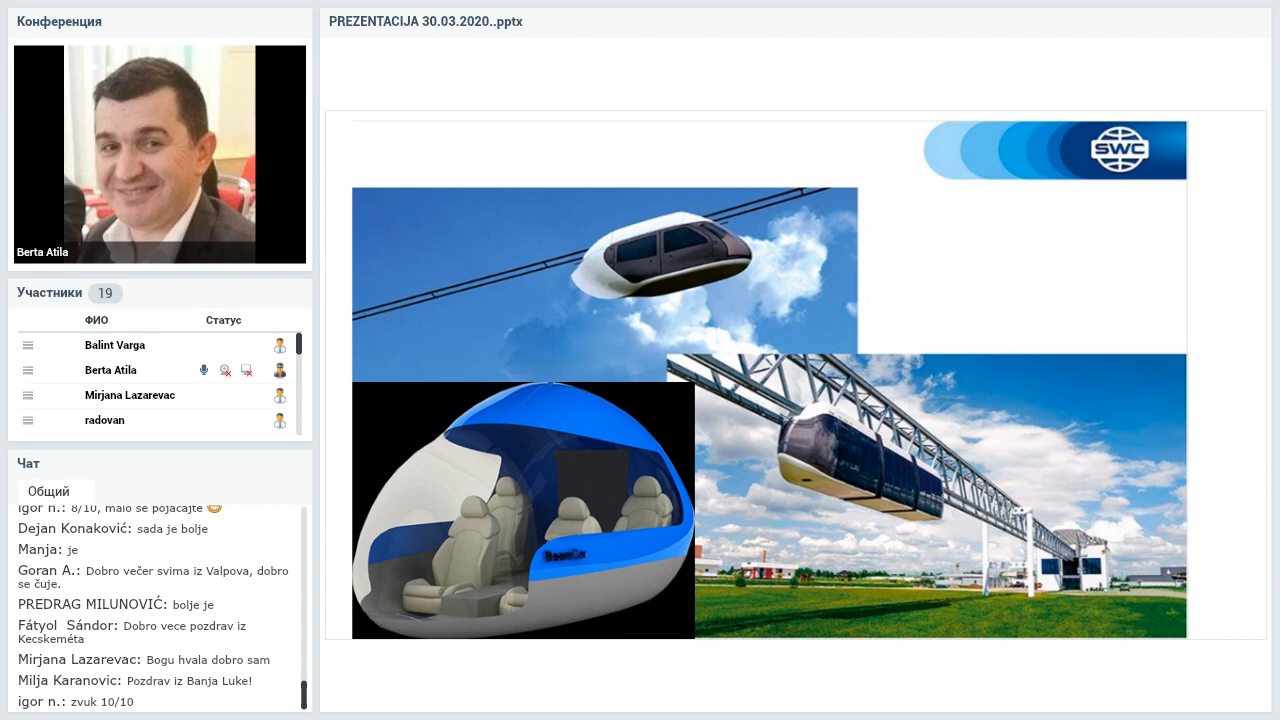 Конференция
Berta Atila
Участники 19
ФИО Статус
Balint Varga
Berta Atila
Mirjana Lazarevac
radovan
Чат
Общий
igor n.: 8/10, malo se pojacajte
Dejan Konaković: sada je bolje
Manja: je
Goran A.: Dobro večer svima iz Valpova, dobro
se čuje.
PREDRAG MILUNOVIĆ: bolje je
Fátyol Sándor: Dobro vece pozdrav iz
Kecskeméta
Mirjana Lazarevac: Bogu hvala dobro sam
Milja Karanovic: Pozdrav iz Banja Luke!
igor n.: zvuk 10/10
PREZENTACIJA 30.03.2020..pptx
SWC
BoomCar